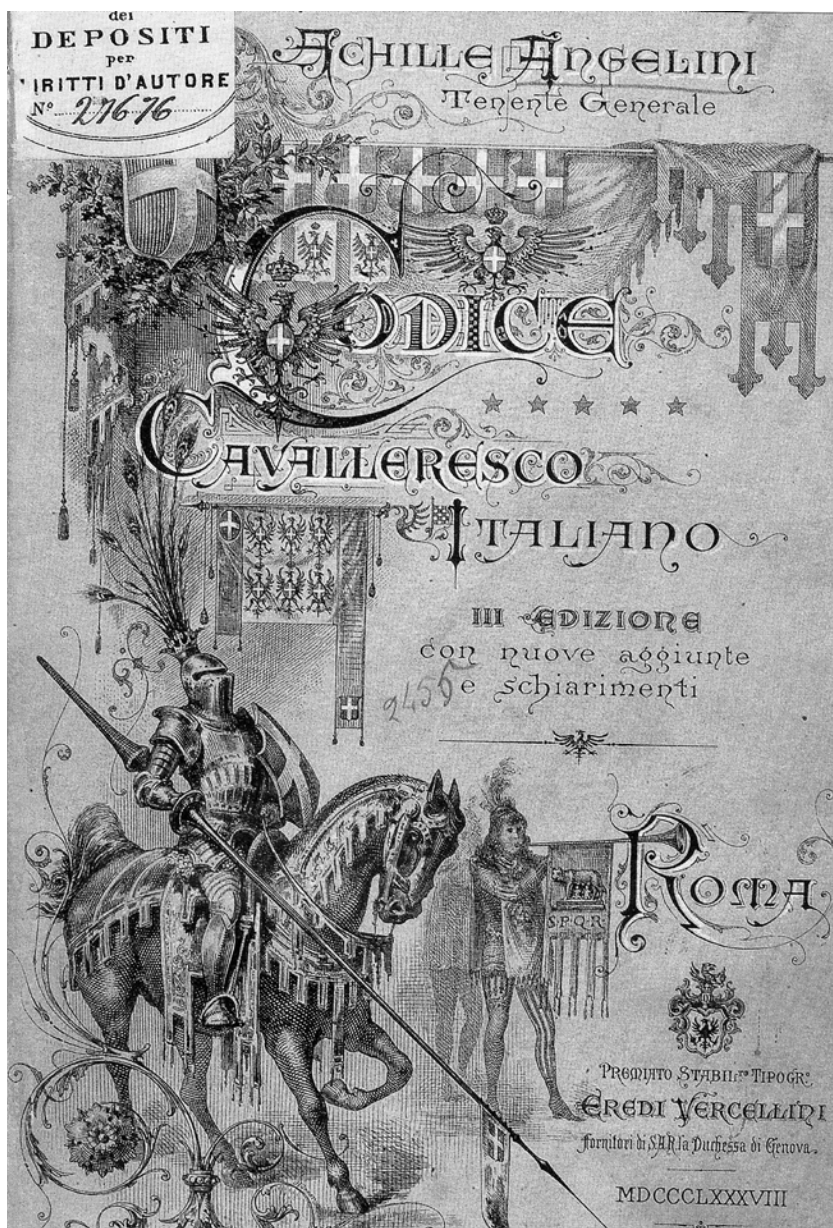 dei
DEPOSITI
per
IRITTI D'AUTORE
N° 27676
ACHILLE ANGELINI
Tenente Generale
CODICE
CAVALLERESCO
ITALIANO
III EDIZIONE
con nuove aggiunte
e schiarimenti
2455
ROMA
S.P.Q.R
PREMIATO STABIL.TO TIPOGR.
EREDI VERCELLINI
fornitori di S.A.R. la Duchessa di Genova.
MDCCCLXXXVIII